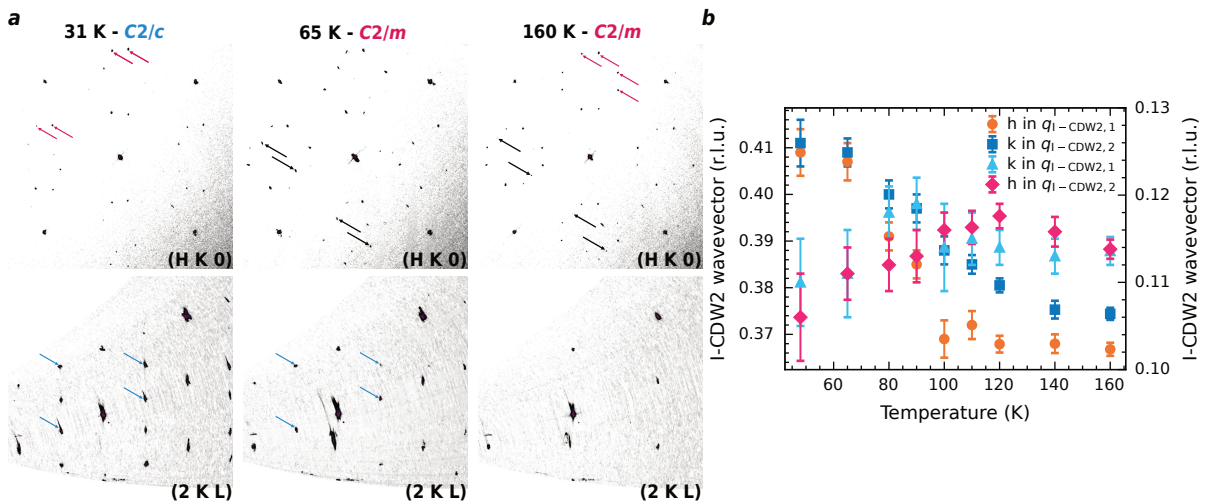 a
31 K - C2/c
65 K - C2/m
160 K - C2/m
(H K 0)
(H K 0)
(H K 0)
(2 K L)
(2 K L)
(2 K L)
b
I-CDW2 wavevector (r.l.u.)
0.41
0.40
0.39
0.38
0.37
h in qI−CDW2,1
k in qI−CDW2,2
k in qI−CDW2,1
h in qI−CDW2,2
0.13
0.12
0.11
0.10
I-CDW2 wavevector (r.l.u.)
60 80 100 120 140 160
Temperature (K)